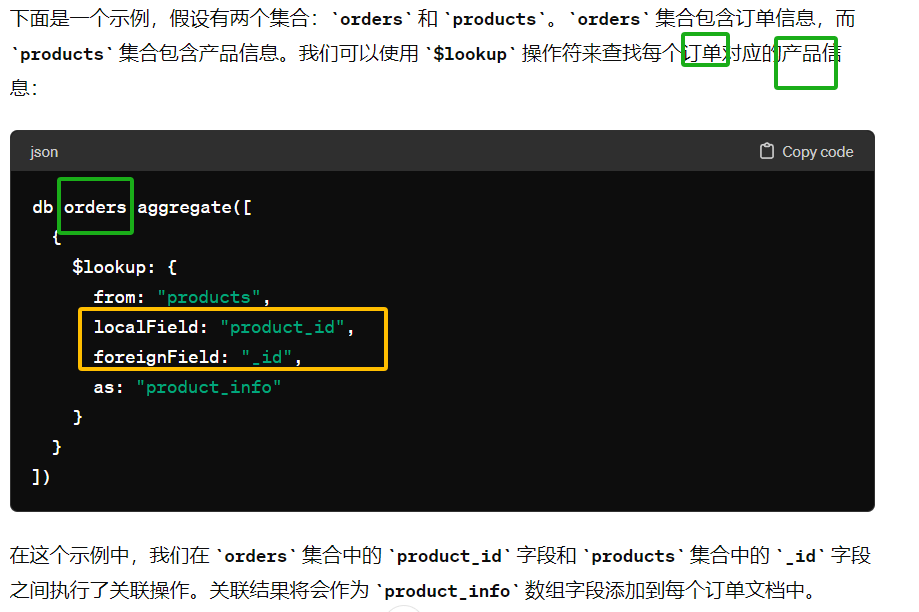 下面是一个示例，假设有两个集合：`orders` 和 `products`。`orders` 集合包含订单信息，而
`products` 集合包含产品信息。我们可以使用 `$lookup` 操作符来查找每个订单对应的产品信
息：
json Copy code
db orders aggregate([
{
$lookup: {
from: "products",
localField: "product_id",
foreignField: "_id",
as: "product_info"
}
}
])
在这个示例中，我们在 `orders` 集合中的 `product_id` 字段和 `products` 集合中的 `_id` 字段
之间执行了关联操作。关联结果将会作为 `product_info` 数组字段添加到每个订单文档中。